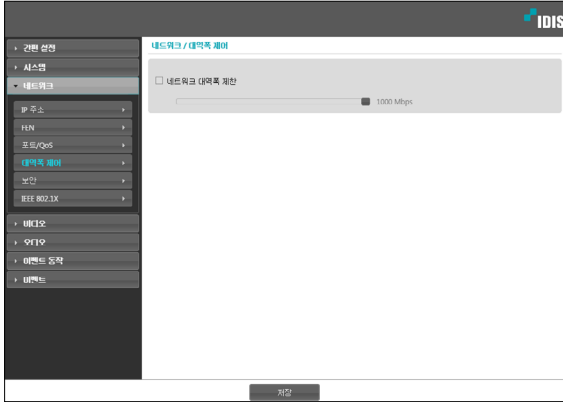 IDIS
간편 설정
시스템
네트워크
IP 주소
FEN
포트/QoS
대역폭 제어
보안
IEEE 802.1X
비디오
오디오
이벤트 동작
이벤트
네트워크 / 대역폭 제어
네트워크 대역폭 제한
1000 Mbps
저장